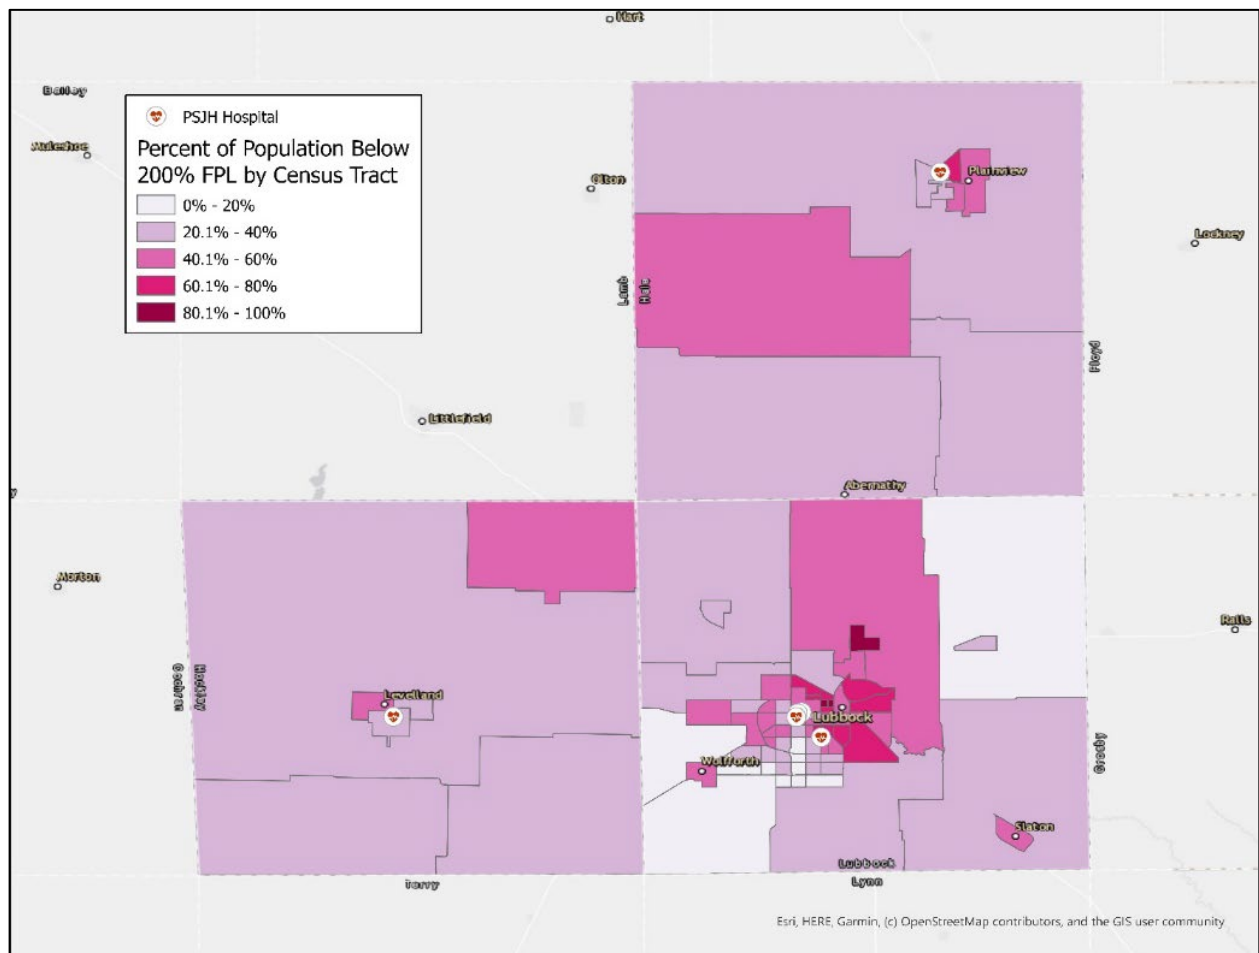 Hart
Bailey
Muleshoe
Olton
Plainview
Lockney
PSJH Hospital
Percent of Population Below
200% FPL by Census Tract
0% - 20%
20.1% - 40%
40.1% - 60%
60.1% - 80%
80.1% - 100%
Lamb
Hale
Floyd
Littlefield
Abernathy
Morton
Ralls
Cochran
Hockley
Levelland
Lubbock
Wolfforth
Crosby
Slaton
Terry
Lubbock
Lynn
Esri, HERE, Garmin, (c) OpenStreetMap contributors, and the GIS user community